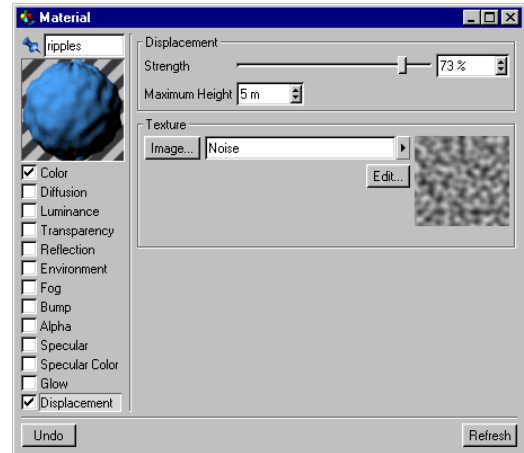 Material
ripples
Displacement
Strength 73 %
Maximum Height 5 m
Texture
Image... Noise
Edit...
Color
Diffusion
Luminance
Transparency
Reflection
Environment
Fog
Bump
Alpha
Specular
Specular Color
Glow
Displacement
Undo Refresh